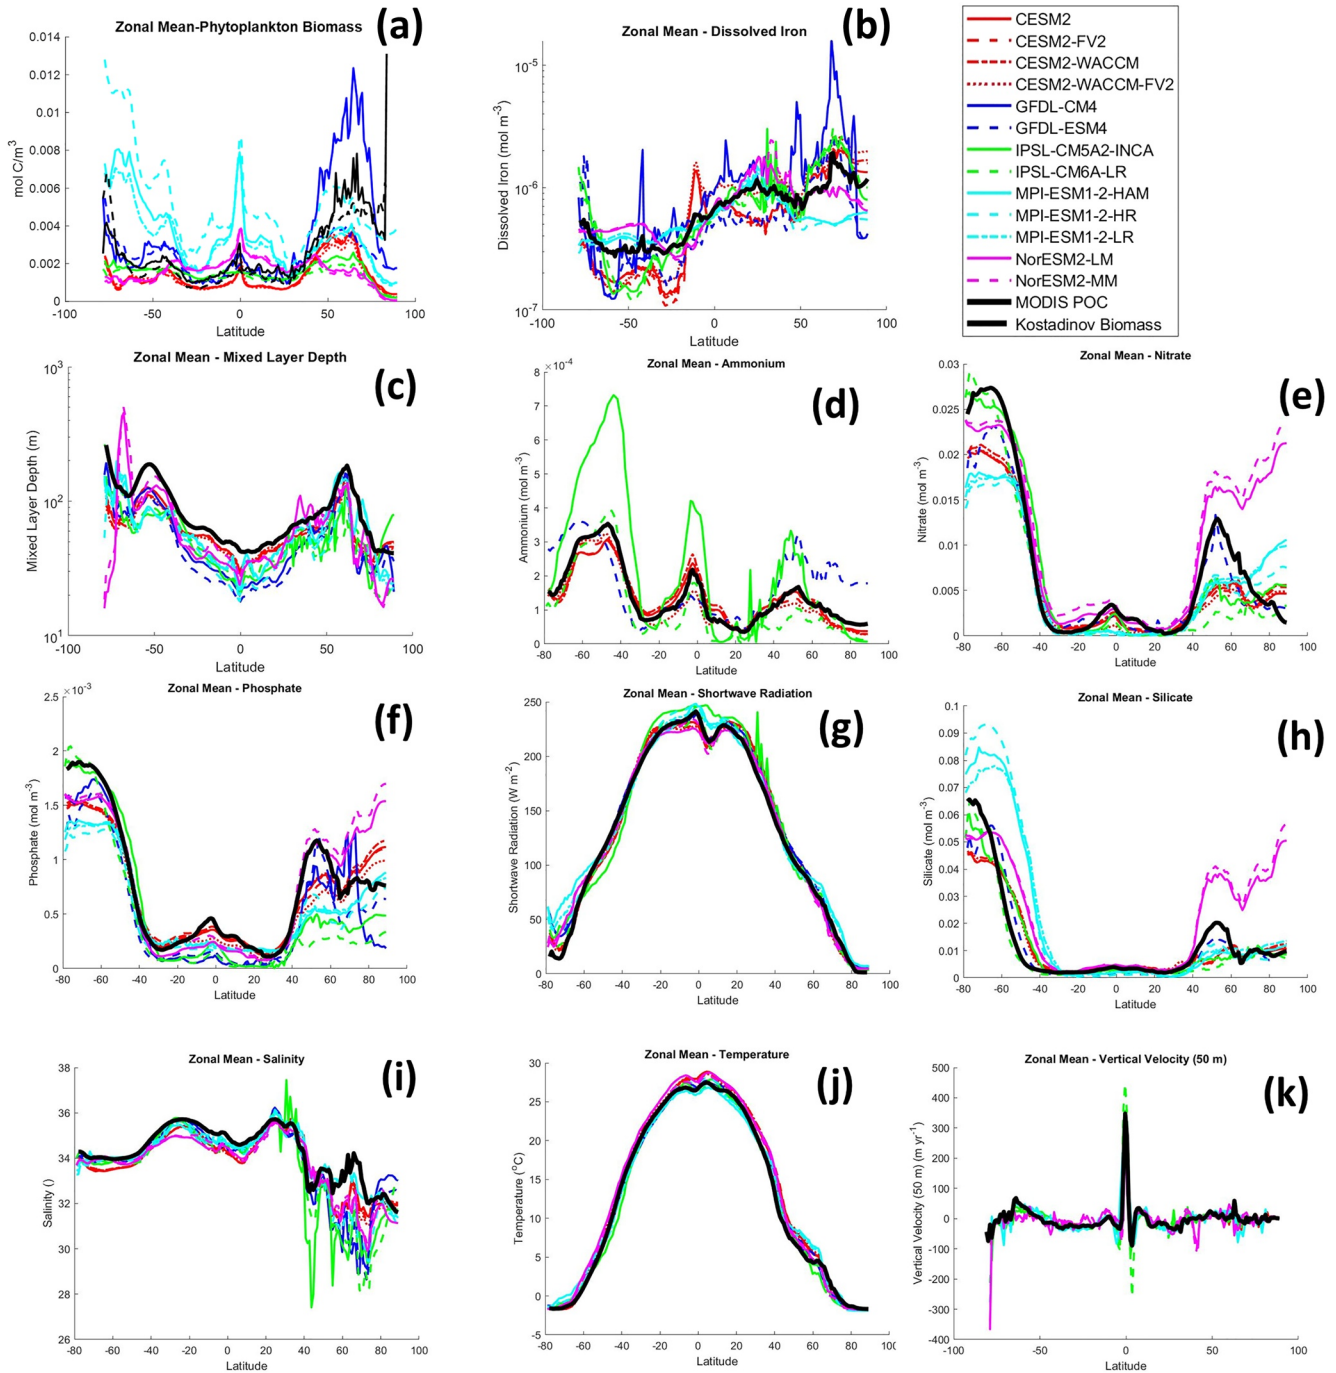 Zonal Mean-Phytoplankton Biomass
(a)
0.014
0.012
0.01
0.008
0.006
0.004
0.002
0
mol C/m³
-100 -50 0 50 100
Latitude
Zonal Mean - Dissolved Iron
(b)
10⁻⁵
10⁻⁶
10⁻⁷
Dissolved Iron (mol m⁻³)
-100 -50 0 50 100
Latitude
CESM2
CESM2-FV2
CESM2-WACCM
CESM2-WACCM-FV2
GFDL-CM4
GFDL-ESM4
IPSL-CM5A2-INCA
IPSL-CM6A-LR
MPI-ESM1-2-HAM
MPI-ESM1-2-HR
MPI-ESM1-2-LR
NorESM2-LM
NorESM2-MM
MODIS POC
Kostadinov Biomass
Zonal Mean - Mixed Layer Depth
(c)
10³
10²
10¹
Mixed Layer Depth (m)
-100 -50 0 50 100
Latitude
Zonal Mean - Ammonium
(d)
×10⁻⁴
8
7
6
5
4
3
2
1
0
Ammonium (mol m⁻³)
-80 -60 -40 -20 0 20 40 60 80 100
Latitude
Zonal Mean - Nitrate
(e)
0.03
0.025
0.02
0.015
0.01
0.005
0
Nitrate (mol m⁻³)
-80 -60 -40 -20 0 20 40 60 80 100
Latitude
Zonal Mean - Phosphate
(f)
×10⁻³
2.5
2
1.5
1
0.5
0
Phosphate (mol m⁻³)
-80 -60 -40 -20 0 20 40 60 80 100
Latitude
Zonal Mean - Shortwave Radiation
(g)
250
200
150
100
50
0
Shortwave Radiation (W m⁻²)
-80 -60 -40 -20 0 20 40 60 80 100
Latitude
Zonal Mean - Silicate
(h)
0.1
0.09
0.08
0.07
0.06
0.05
0.04
0.03
0.02
0.01
0
Silicate (mol m⁻³)
-80 -60 -40 -20 0 20 40 60 80 100
Latitude
Zonal Mean - Salinity
(i)
38
36
34
32
30
28
26
Salinity ()
-80 -60 -40 -20 0 20 40 60 80 100
Latitude
Zonal Mean - Temperature
(j)
30
25
20
15
10
5
0
-5
Temperature (°C)
-80 -60 -40 -20 0 20 40 60 80 100
Latitude
Zonal Mean - Vertical Velocity (50 m)
(k)
500
400
300
200
100
0
-100
-200
-300
-400
Vertical Velocity (50 m) (m yr⁻¹)
-100 -50 0 50 100
Latitude